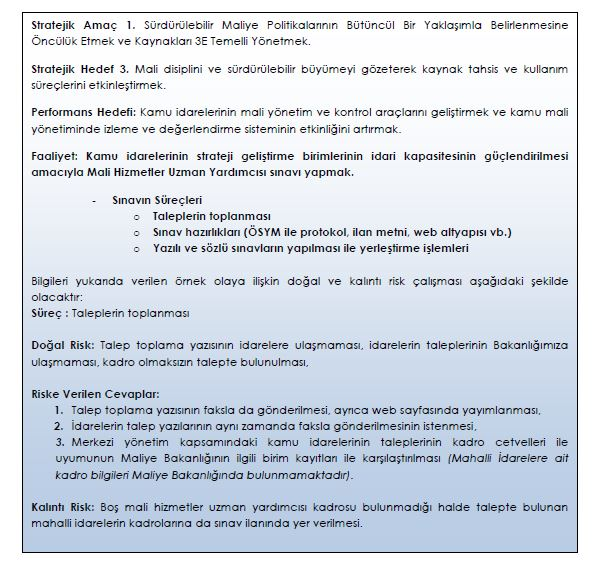 Stratejik Amaç 1. Sürdürülebilir Maliye Politikalarının Bütüncül Bir Yaklaşımla Belirlenmesine
Öncülük Etmek ve Kaynakları 3E Temelli Yönetmek.
Stratejik Hedef 3. Mali disiplini ve sürdürülebilir büyümeyi gözeterek kaynak tahsis ve kullanım
süreçlerini etkinleştirmek.
Performans Hedefi: Kamu idarelerinin mali yönetim ve kontrol araçlarını geliştirmek ve kamu mali
yönetiminde izleme ve değerlendirme sisteminin etkinliğini artırmak.
Faaliyet: Kamu idarelerinin strateji geliştirme birimlerinin idari kapasitesinin güçlendirilmesi
amacıyla Mali Hizmetler Uzman Yardımcısı sınavı yapmak.
- Sınavın Süreçleri
o Taleplerin toplanması
o Sınav hazırlıkları (ÖSYM ile protokol, ilan metni, web altyapısı vb.)
o Yazılı ve sözlü sınavların yapılması ile yerleştirme işlemleri
Bilgileri yukarıda verilen örnek olaya ilişkin doğal ve kalıntı risk çalışması aşağıdaki şekilde
olacaktır:
Süreç : Taleplerin toplanması
Doğal Risk: Talep toplama yazısının idarelere ulaşmaması, idarelerin taleplerinin Bakanlığımıza
ulaşmaması, kadro olmaksızın talepte bulunulması,
Riske Verilen Cevaplar:
1. Talep toplama yazısının faksla da gönderilmesi, ayrıca web sayfasında yayımlanması,
2. İdarelerin talep yazılarının aynı zamanda faksla gönderilmesinin istenmesi,
3. Merkezi yönetim kapsamındaki kamu idarelerinin taleplerinin kadro cetvelleri ile
uyumunun Maliye Bakanlığının ilgili birim kayıtları ile karşılaştırılması (Mahalli İdarelere ait
kadro bilgileri Maliye Bakanlığında bulunmamaktadır).
Kalıntı Risk: Boş mali hizmetler uzman yardımcısı kadrosu bulunmadığı halde talepte bulunan
mahalli idarelerin kadrolarına da sınav ilanında yer verilmesi.